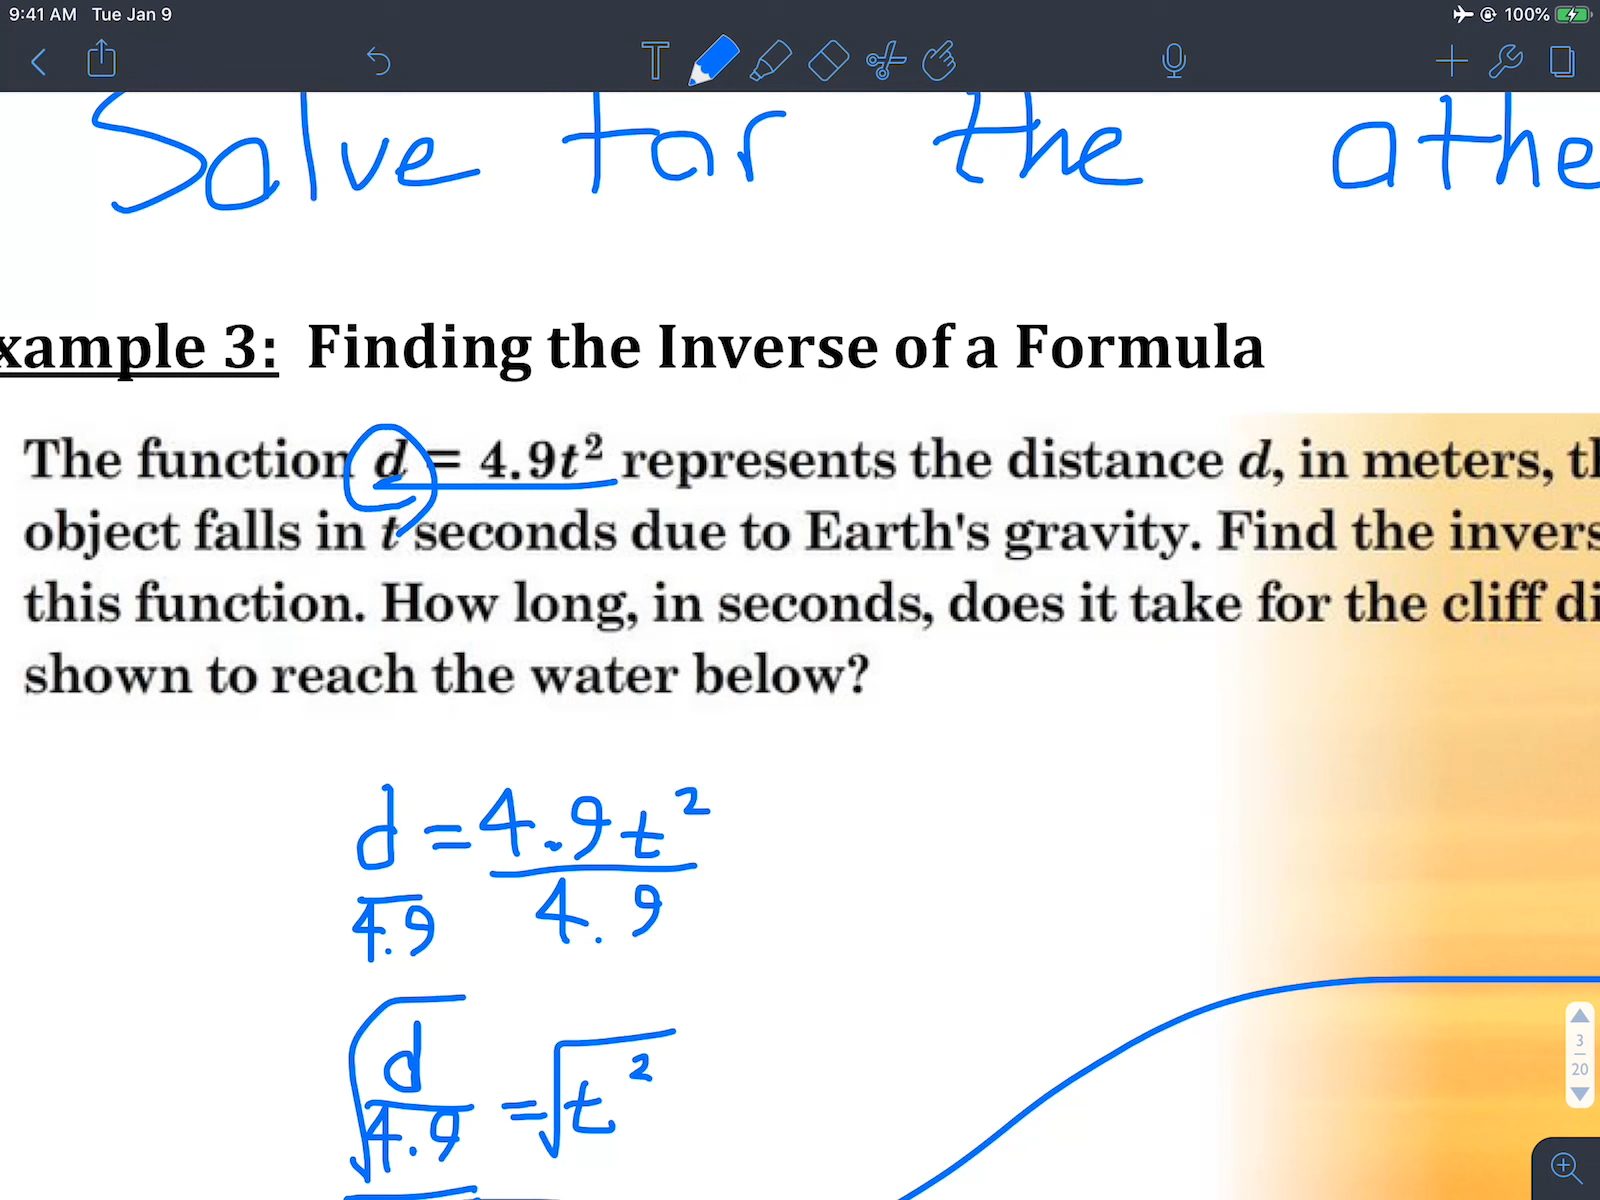 9:41 AM Tue Jan 9 100%
Solve for the othe
xample 3: Finding the Inverse of a Formula
The function d = 4.9t² represents the distance d, in meters, th
object falls in t seconds due to Earth's gravity. Find the invers
this function. How long, in seconds, does it take for the cliff di
shown to reach the water below?
d = 4.9t²
4.9 4.9
√d/4.9 = √t²
3
20